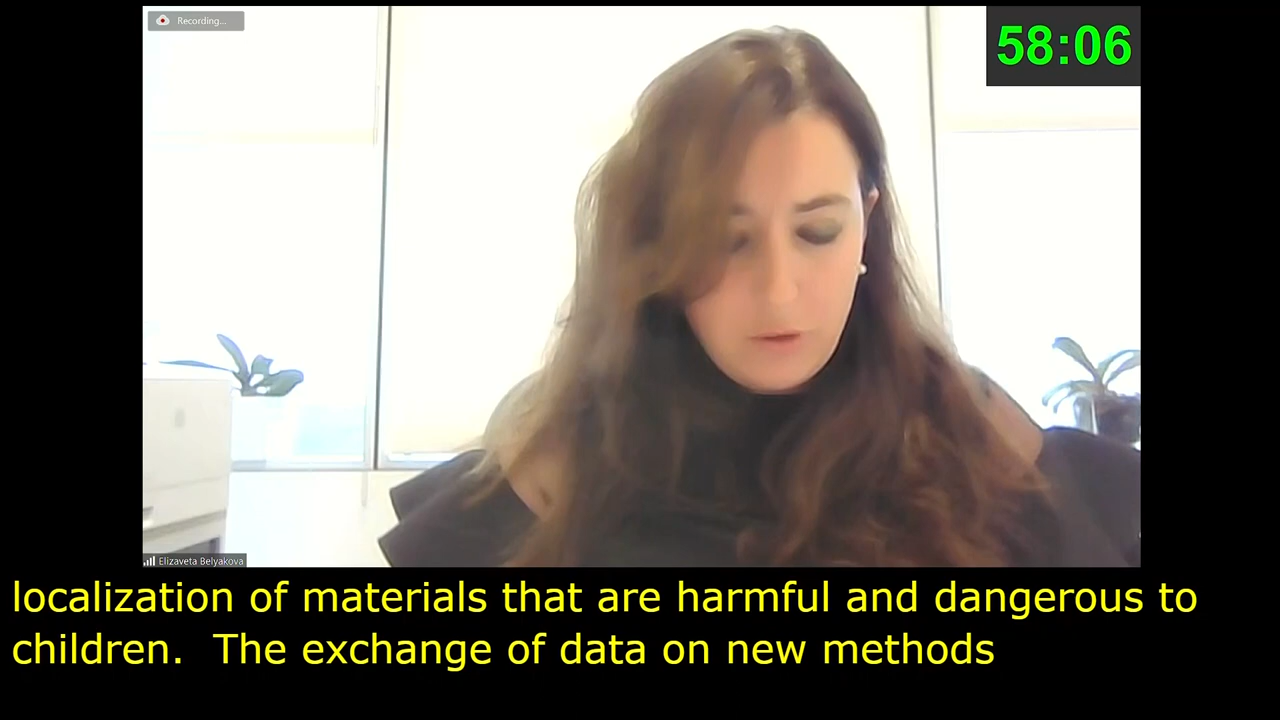 Recording...
58:06
Elizaveta Belyakova
localization of materials that are harmful and dangerous to
children.  The exchange of data on new methods